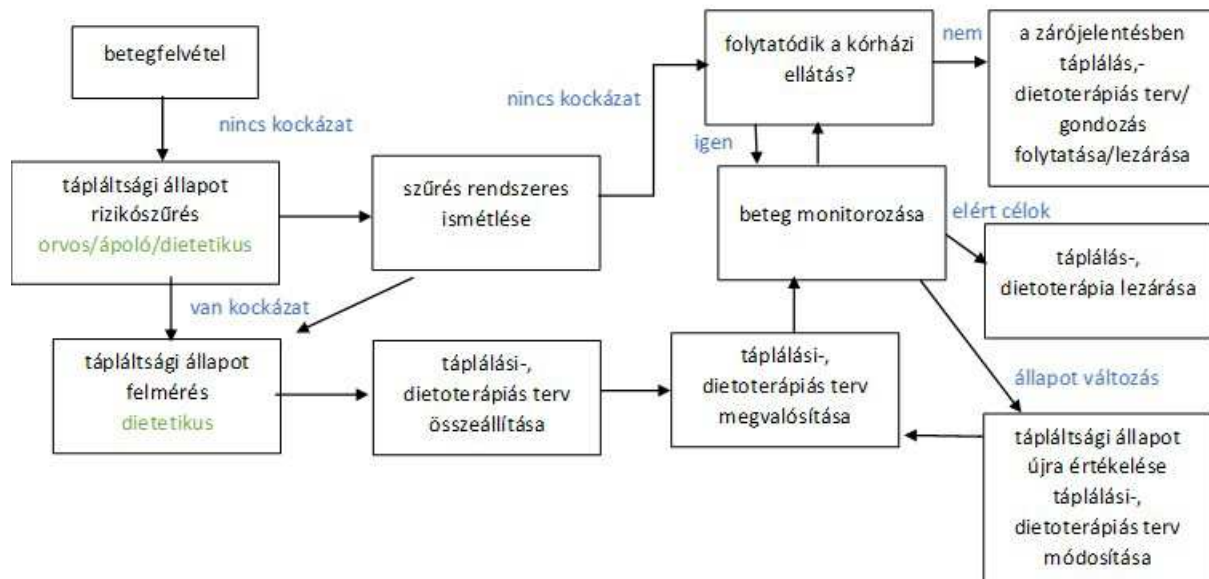 betegfelvétel
nincs kockázat
tápláltsági állapot
rizikószűrés
orvos/ápoló/dietetikus
szűrés rendszeres
ismétlése
nincs kockázat
van kockázat
tápláltsági állapot
felmérés
dietetikus
táplálási-,
dietoterápiás terv
összeállítása
táplálási-,
dietoterápiás terv
megvalósítása
folytatódik a kórházi
ellátás?
nem
igen
a zárójelentésben
táplálás,-
dietoterápiás terv/
gondozás
folytatása/lezárása
beteg monitorozása
elért célok
táplálás-,
dietoterápia lezárása
állapot változás
tápláltsági állapot
újra értékelése
táplálási-,
dietoterápiás terv
módosítása